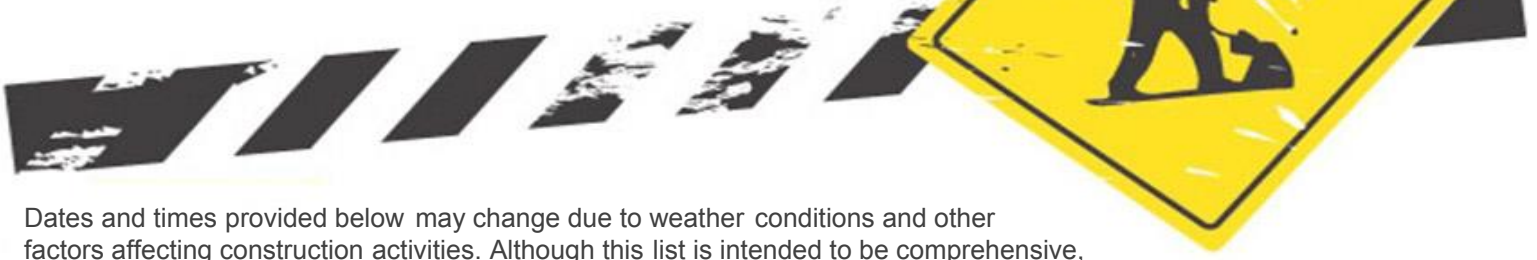 Dates and times provided below may change due to weather conditions and other
factors affecting construction activities. Although this list is intended to be comprehensive,